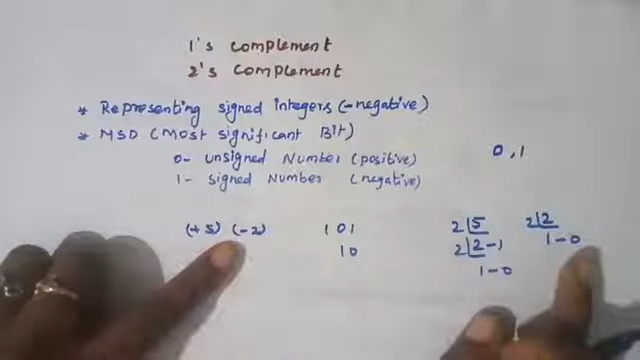 1's complement
2's complement
* Representing signed integers (-negative)
* MSD (Most significant Bit)
0- unsigned Number (positive)
1- signed Number (negative)
0,1
(+5) (-2)
101
10
2|5
2|2-1
1-0
2|2
1-0